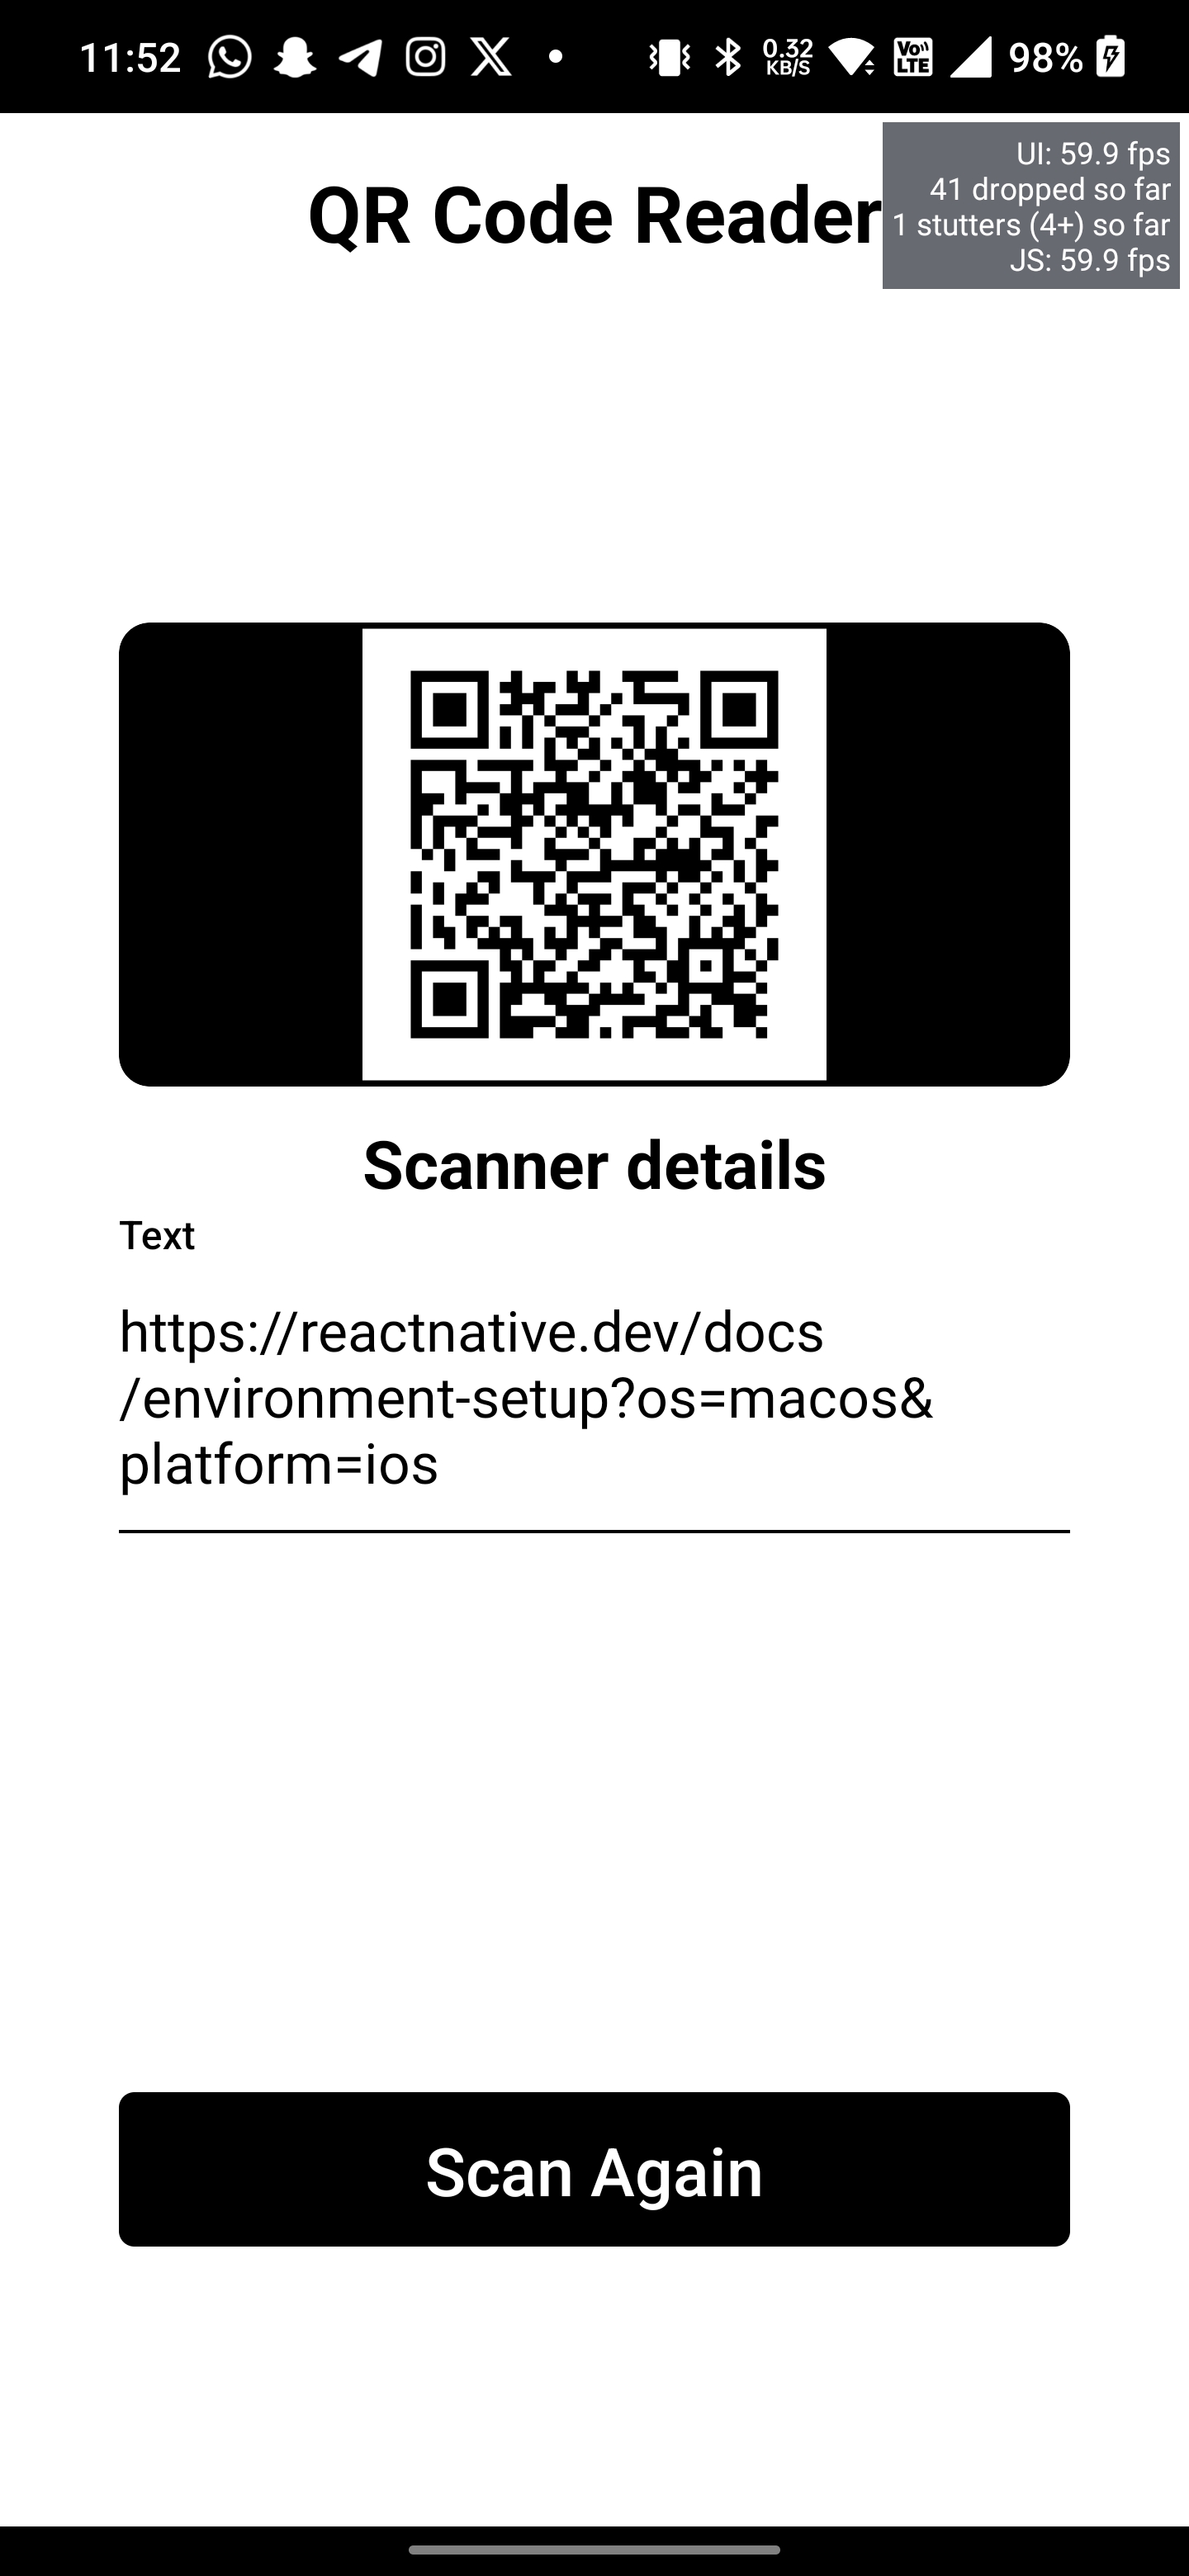 11:52 0.32 KB/S Vo LTE 98%
UI: 59.9 fps
41 dropped so far
QR Code Reader
1 stutters (4+) so far
JS: 59.9 fps
Scanner details
Text
https://reactnative.dev/docs
/environment-setup?os=macos&
platform=ios
Scan Again